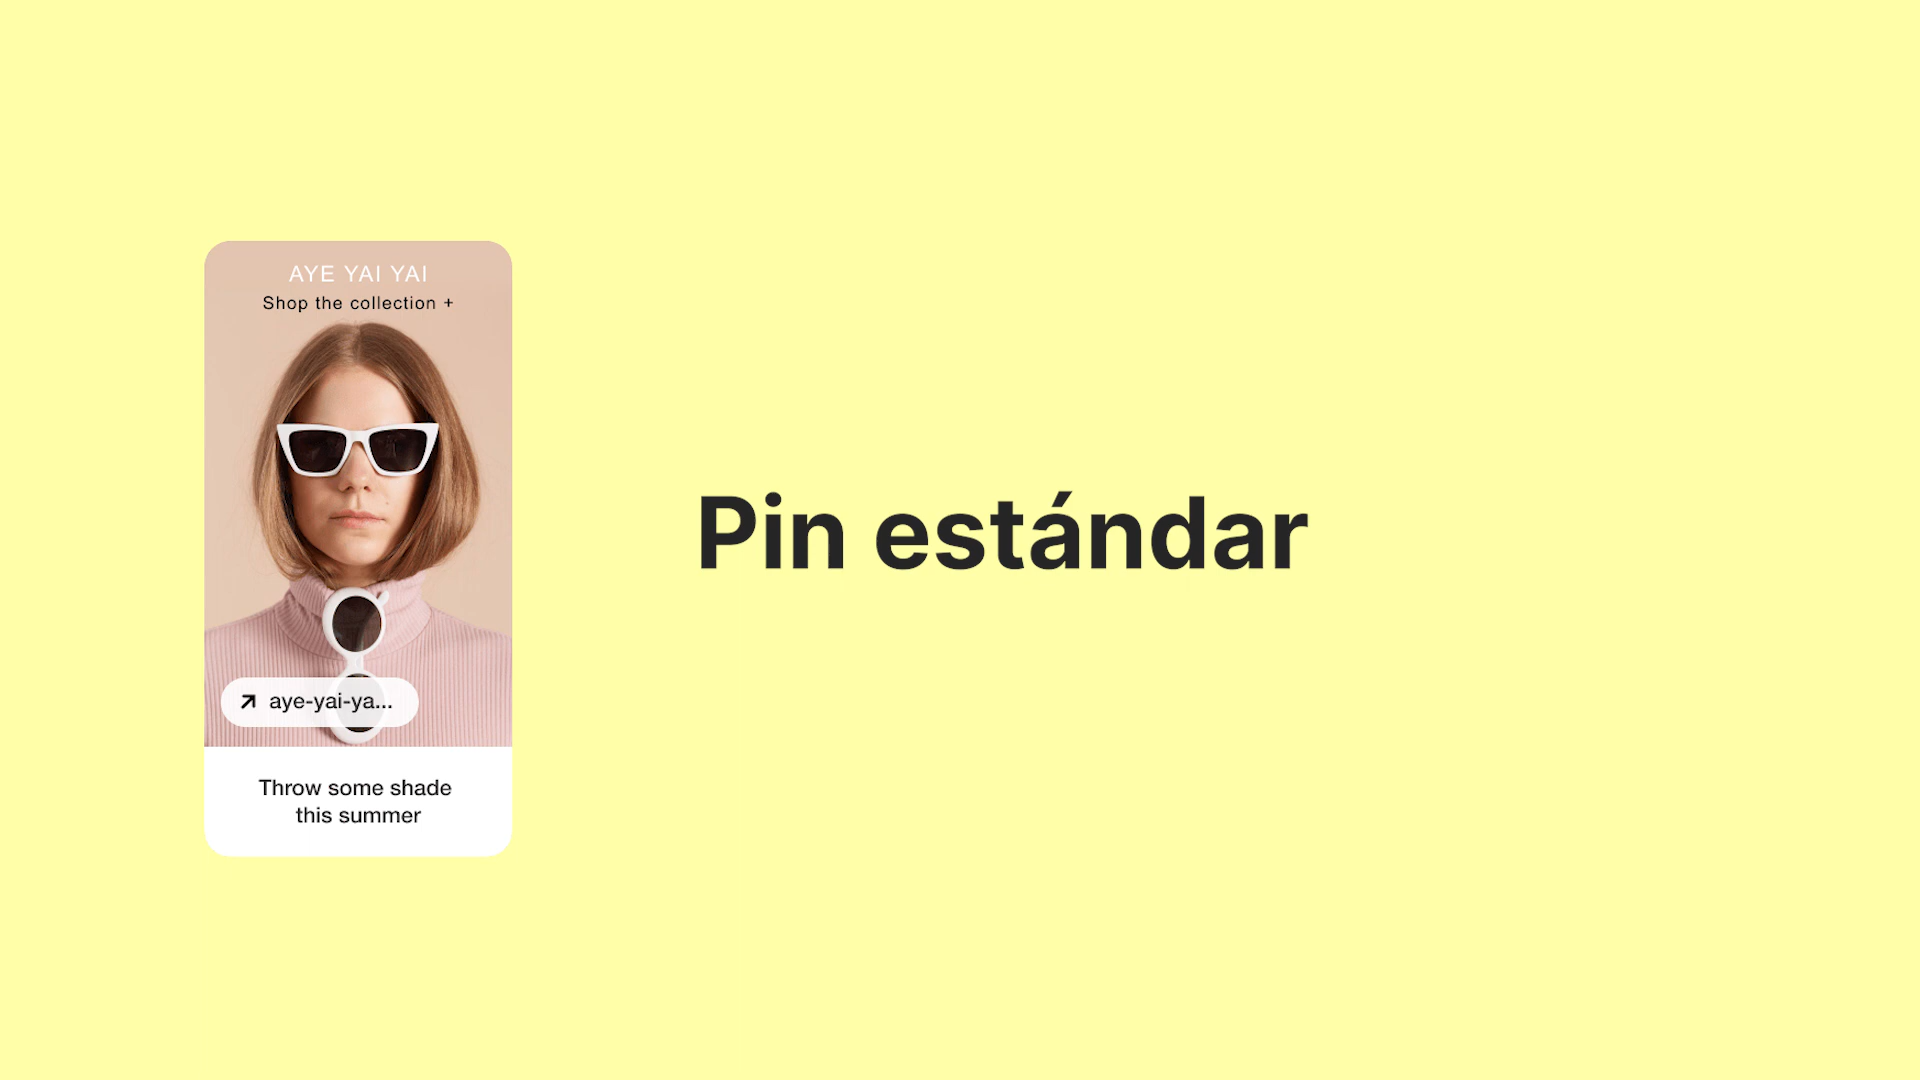 AYE YAI YAI
Shop the collection +
aye-yai-ya...
Throw some shade
this summer
Pin estándar